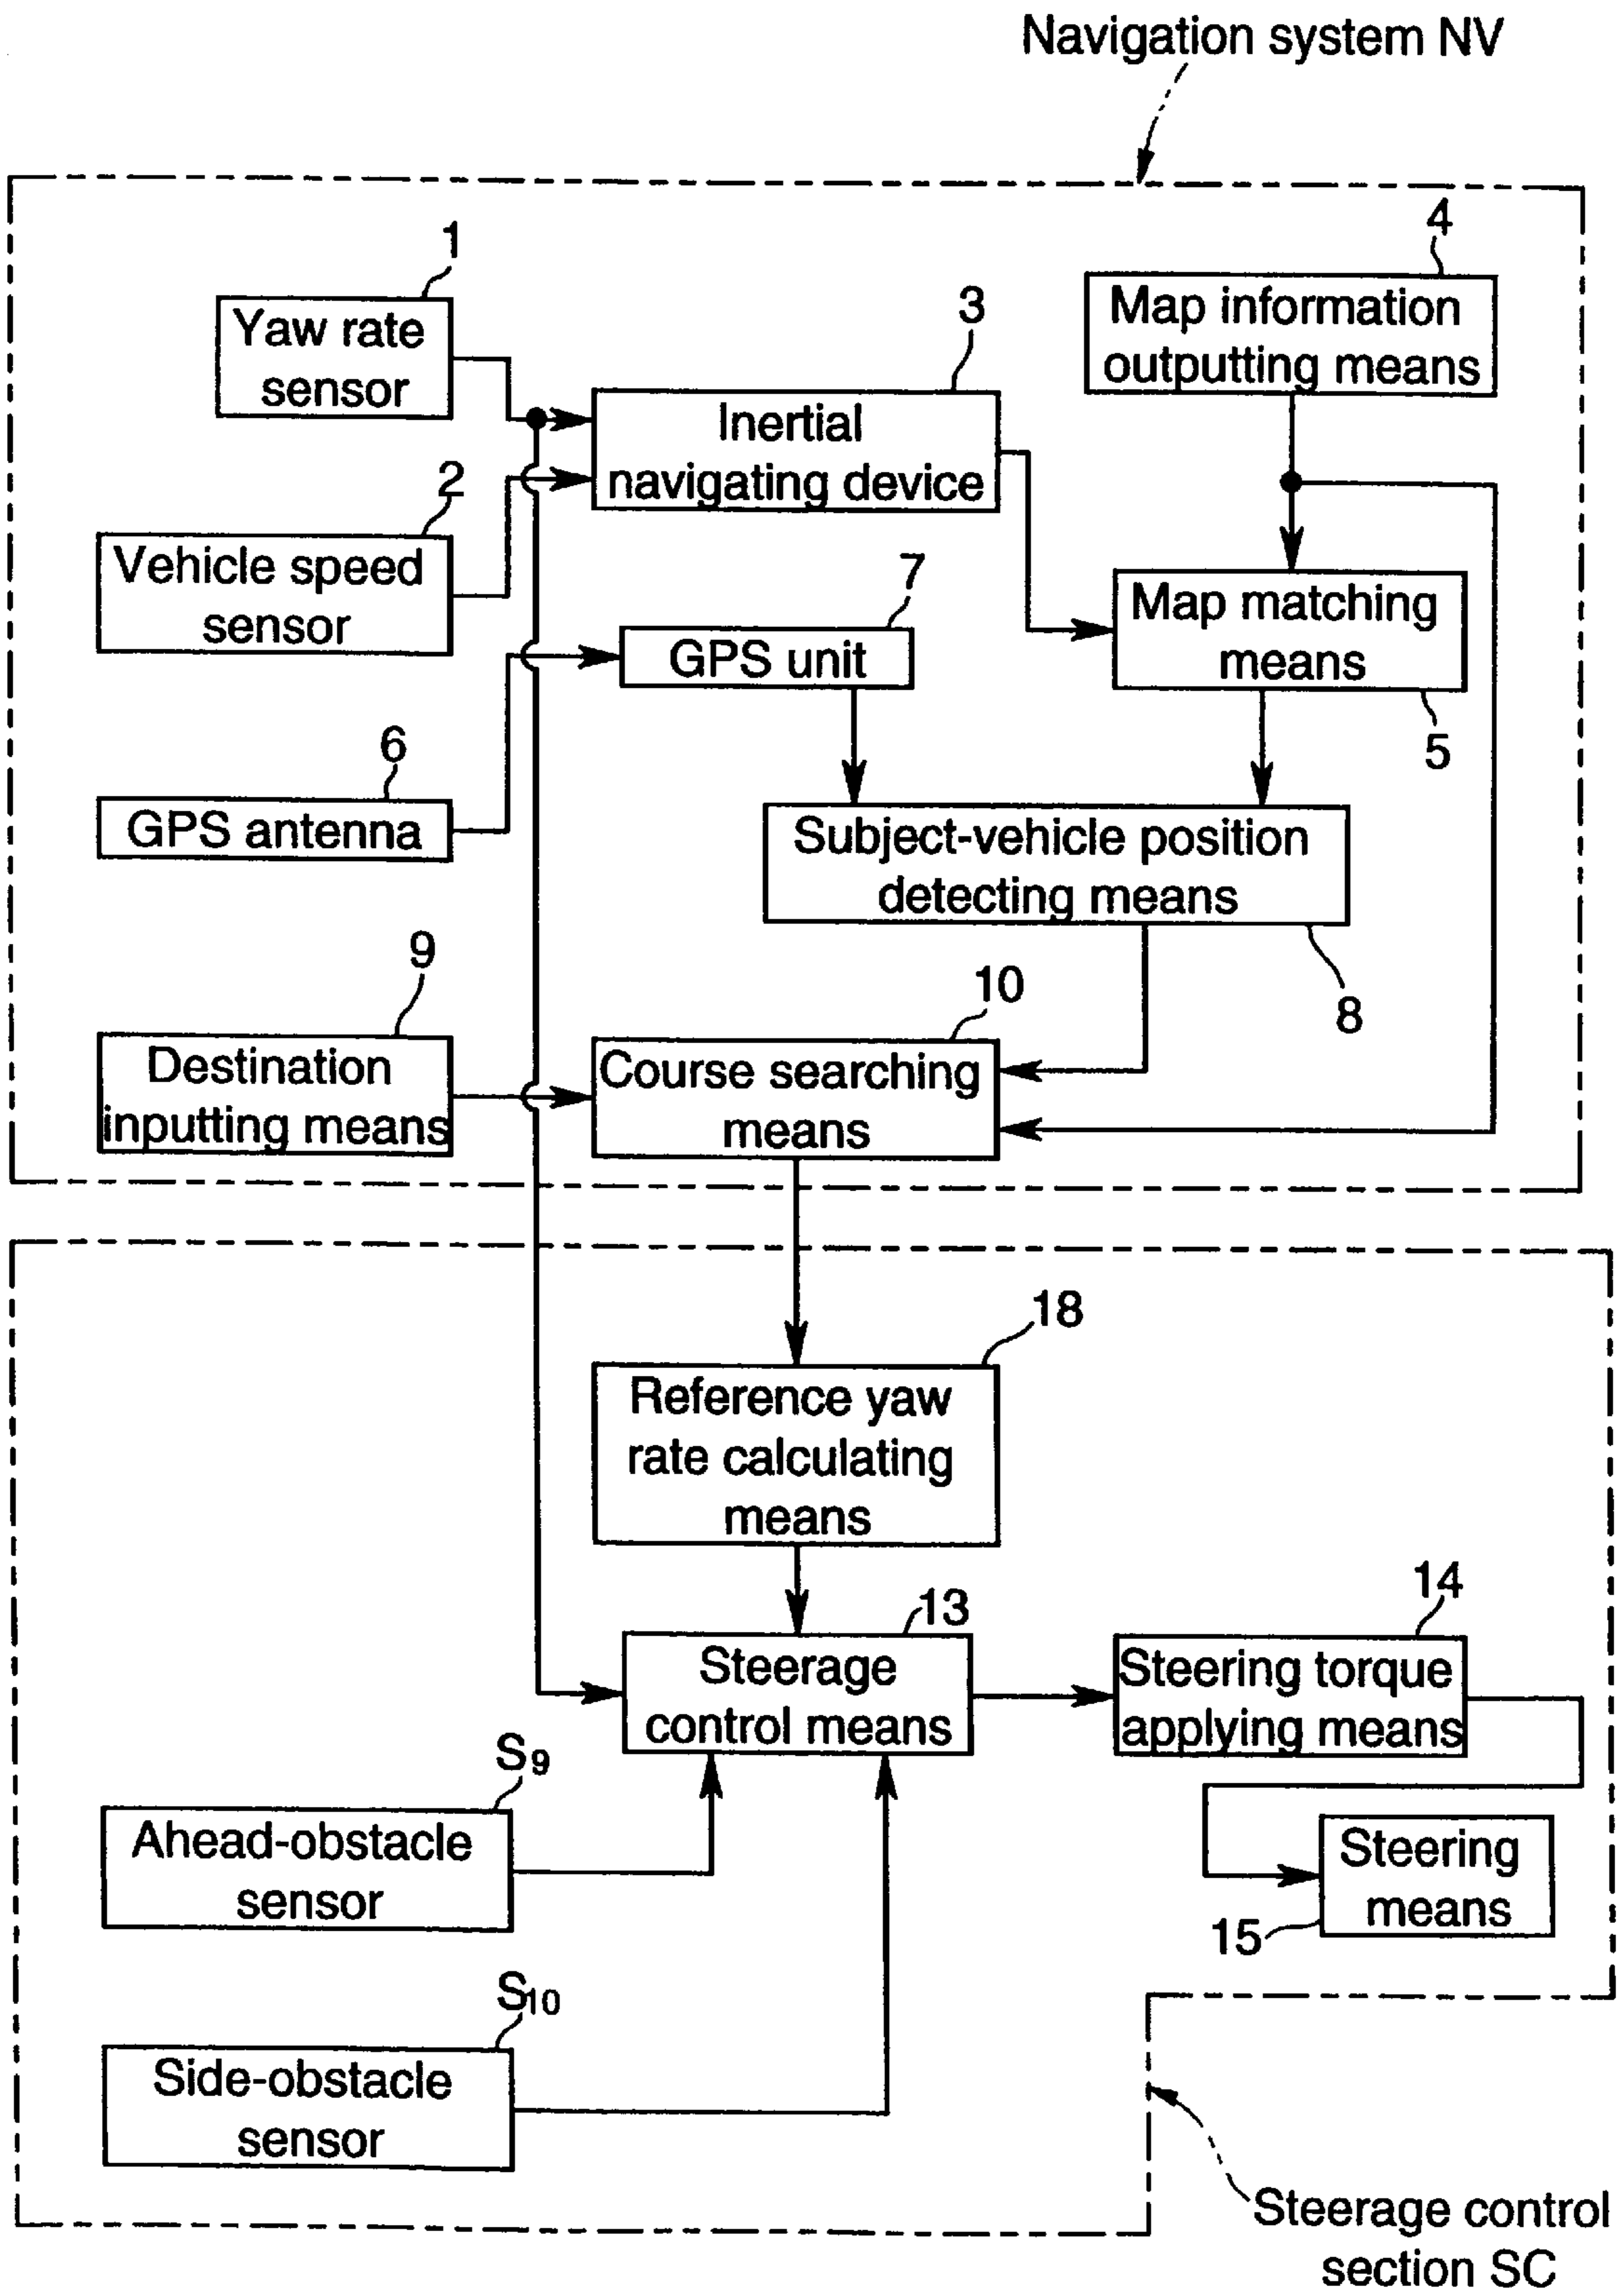 Navigation system NV
1
Yaw rate
sensor
4
Map information
outputting means
3
Inertial
navigating device
2
Vehicle speed
sensor
7
GPS unit
Map matching
means
5
6
GPS antenna
Subject-vehicle position
detecting means
8
9
Destination
inputting means
10
Course searching
means
18
Reference yaw
rate calculating
means
13
Steerage
control means
14
Steering torque
applying means
S9
Ahead-obstacle
sensor
Steering
means
15
S10
Side-obstacle
sensor
Steerage control
section SC